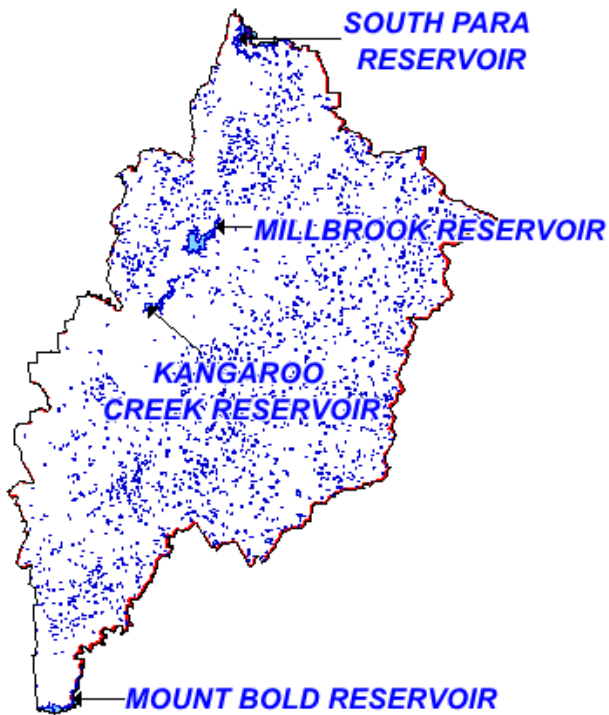 SOUTH PARA
RESERVOIR
MILLBROOK RESERVOIR
KANGAROO
CREEK RESERVOIR
MOUNT BOLD RESERVOIR